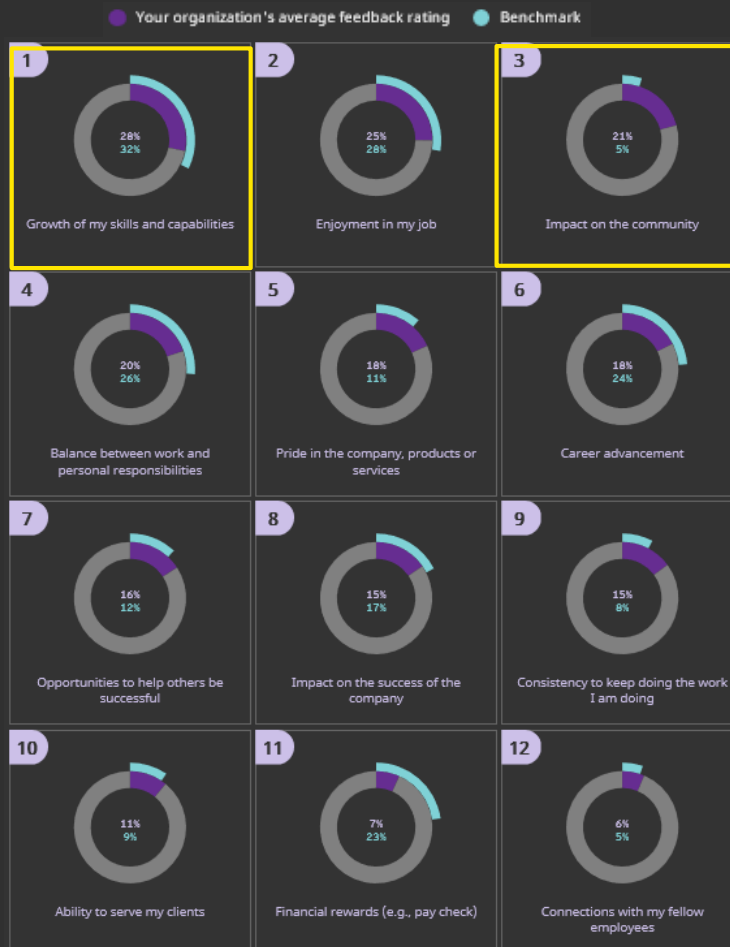 Your organization's average feedback rating
Benchmark
1
28%
32%
Growth of my skills and capabilities
2
25%
28%
Enjoyment in my job
3
21%
5%
Impact on the community
4
20%
26%
Balance between work and
personal responsibilities
5
18%
11%
Pride in the company, products or
services
6
18%
24%
Career advancement
7
16%
12%
Opportunities to help others be
successful
8
15%
17%
Impact on the success of the
company
9
15%
8%
Consistency to keep doing the work
I am doing
10
11%
9%
Ability to serve my clients
11
7%
23%
Financial rewards (e.g., pay check)
12
6%
5%
Connections with my fellow
employees